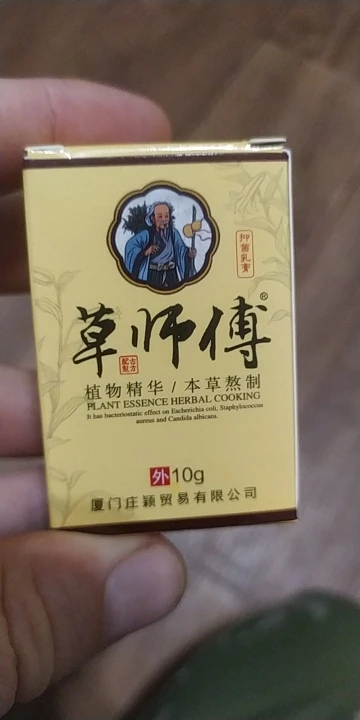 抑菌乳膏
草师傅®
配制古方
植物精华/本草熬制
PLANT ESSENCE HERBAL COOKING
It has bacteriostatic effect on Escherichia coli, Staphylococcus
aureus and Candida albicans.
外10g
厦门庄颖贸易有限公司